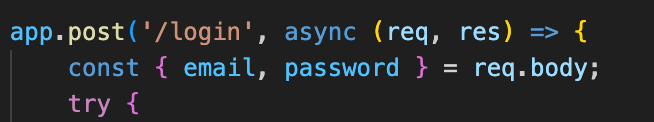 app.post('/login', async (req, res) => {
    const { email, password } = req.body;
    try {